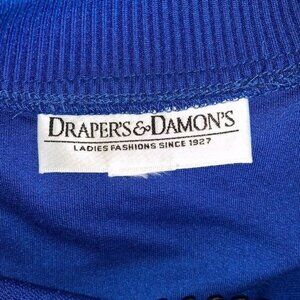 DRAPER'S & DAMON'S
LADIES FASHIONS SINCE 1927